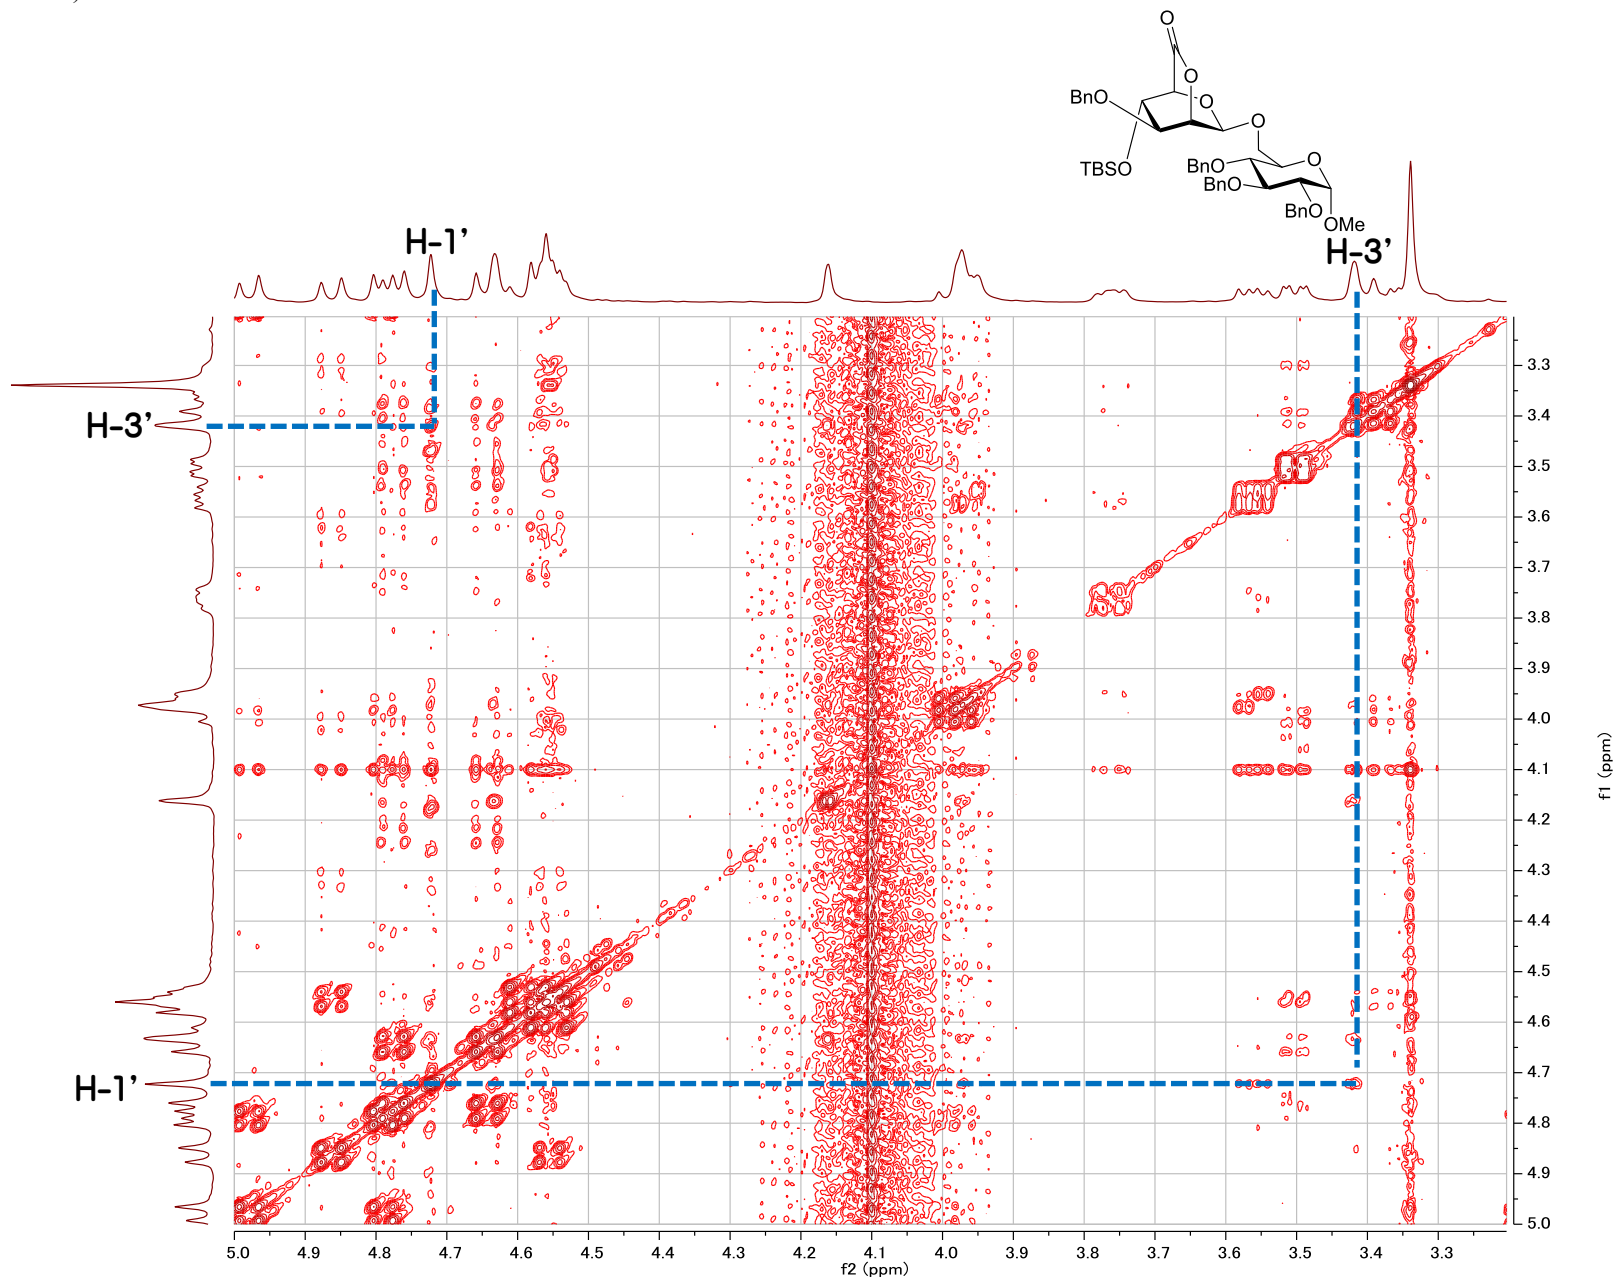 )
O
O
BnO
O
O
TBSO
BnO
O
BnO
BnO
OMe
H-1’
H-3’
H-3’
H-1’
3.3
3.4
3.5
3.6
3.7
3.8
3.9
4.0
4.1
4.2
4.3
4.4
4.5
4.6
4.7
4.8
4.9
5.0
f1 (ppm)
5.0 4.9 4.8 4.7 4.6 4.5 4.4 4.3 4.2 4.1 4.0 3.9 3.8 3.7 3.6 3.5 3.4 3.3
f2 (ppm)